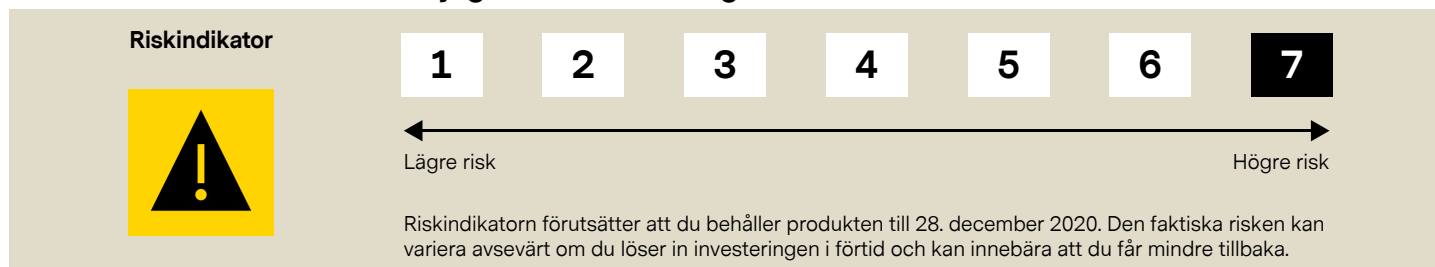 Riskindikator
1 2 3 4 5 6 7
Lägre risk Högre risk
Riskindikatorn förutsätter att du behåller produkten till 28. december 2020. Den faktiska risken kan
variera avsevärt om du löser in investeringen i förtid och kan innebära att du får mindre tillbaka.